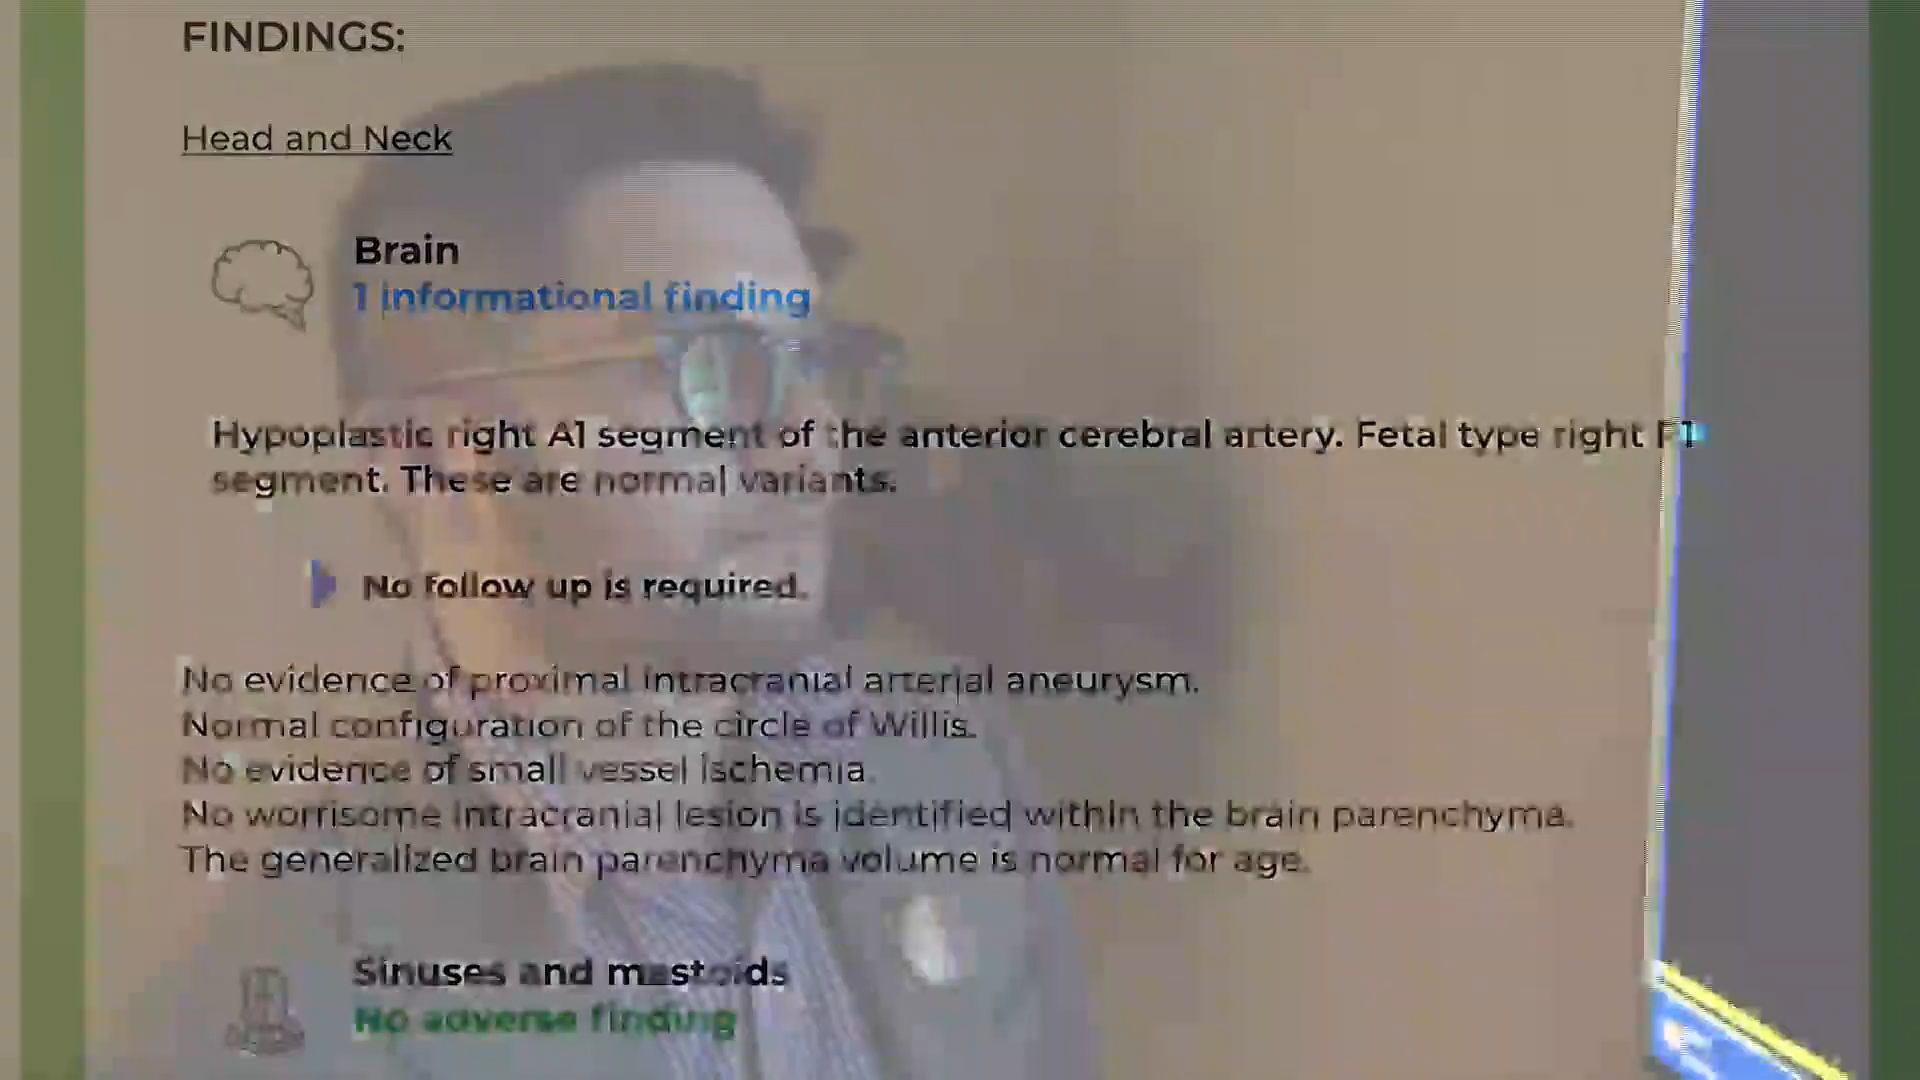 FINDINGS:
Head and Neck
Brain
1 informational finding
Hypoplastic right A1 segment of the anterior cerebral artery. Fetal type right P1
segment. These are normal variants.
No follow up is required.
No evidence of proximal intracranial arterial aneurysm.
Normal configuration of the circle of Willis.
No evidence of small vessel ischemia.
No worrisome intracranial lesion is identified within the brain parenchyma.
The generalized brain parenchyma volume is normal for age.
Sinuses and mastoids
No adverse finding